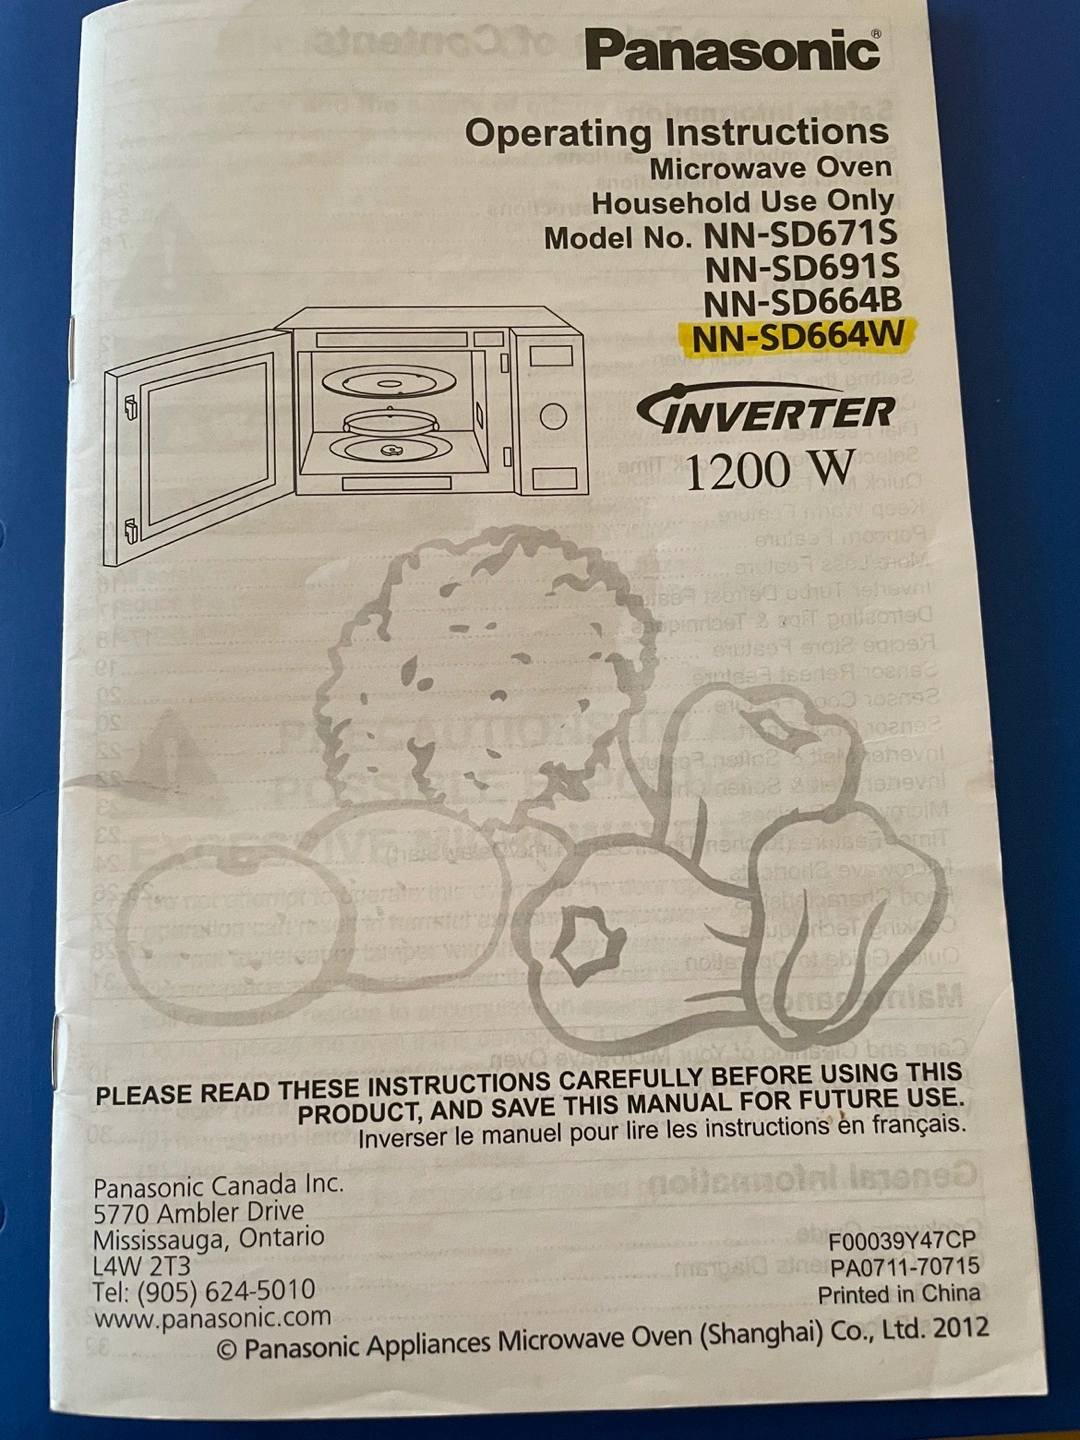 Panasonic®
Operating Instructions
Microwave Oven
Household Use Only
Model No. NN-SD671S
NN-SD691S
NN-SD664B
NN-SD664W
INVERTER
1200 W
PLEASE READ THESE INSTRUCTIONS CAREFULLY BEFORE USING THIS
PRODUCT, AND SAVE THIS MANUAL FOR FUTURE USE.
Inverser le manuel pour lire les instructions en français.
Panasonic Canada Inc.
5770 Ambler Drive
Mississauga, Ontario
L4W 2T3
Tel: (905) 624-5010
www.panasonic.com
F00039Y47CP
PA0711-70715
Printed in China
© Panasonic Appliances Microwave Oven (Shanghai) Co., Ltd. 2012